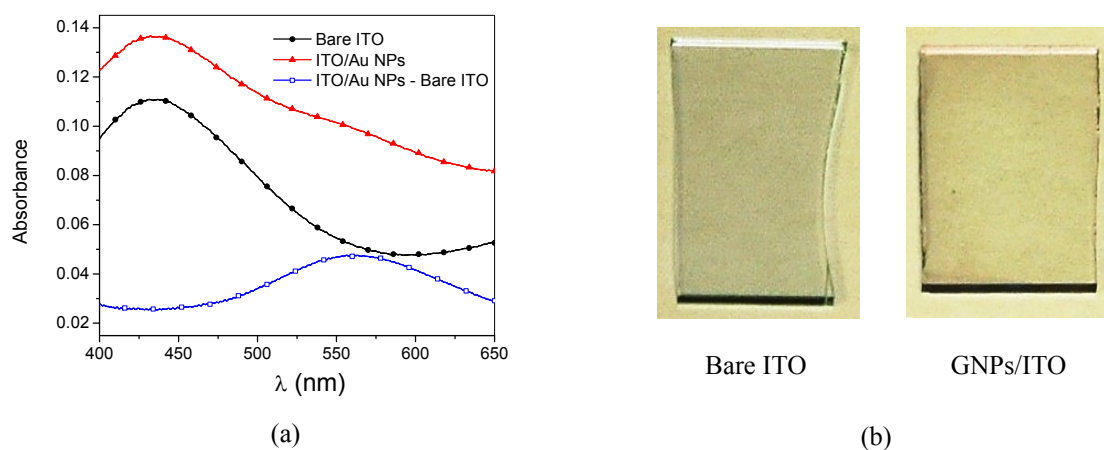 0.14
0.12
0.10
0.08
0.06
0.04
0.02
Absorbance
Bare ITO
ITO/Au NPs
ITO/Au NPs - Bare ITO
400 450 500 550 600 650
λ (nm)
(a)
Bare ITO GNPs/ITO
(b)